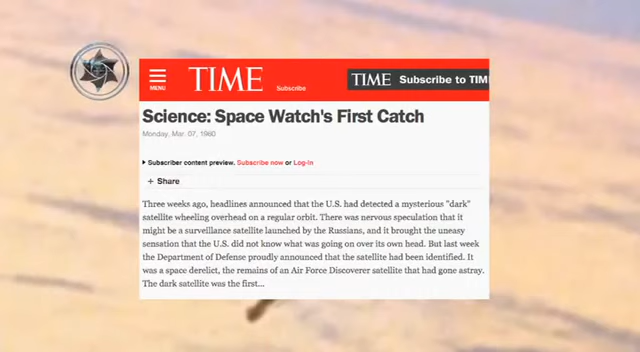 MENU
TIME
Subscribe
TIME Subscribe to TIM
Science: Space Watch's First Catch
Monday, Mar. 07, 1960
Subscriber content preview. Subscribe now or Log-In
+ Share
Three weeks ago, headlines announced that the U.S. had detected a mysterious "dark"
satellite wheeling overhead on a regular orbit. There was nervous speculation that it
might be a surveillance satellite launched by the Russians, and it brought the uneasy
sensation that the U.S. did not know what was going on over its own head. But last week
the Department of Defense proudly announced that the satellite had been identified. It
was a space derelict, the remains of an Air Force Discoverer satellite that had gone astray.
The dark satellite was the first...